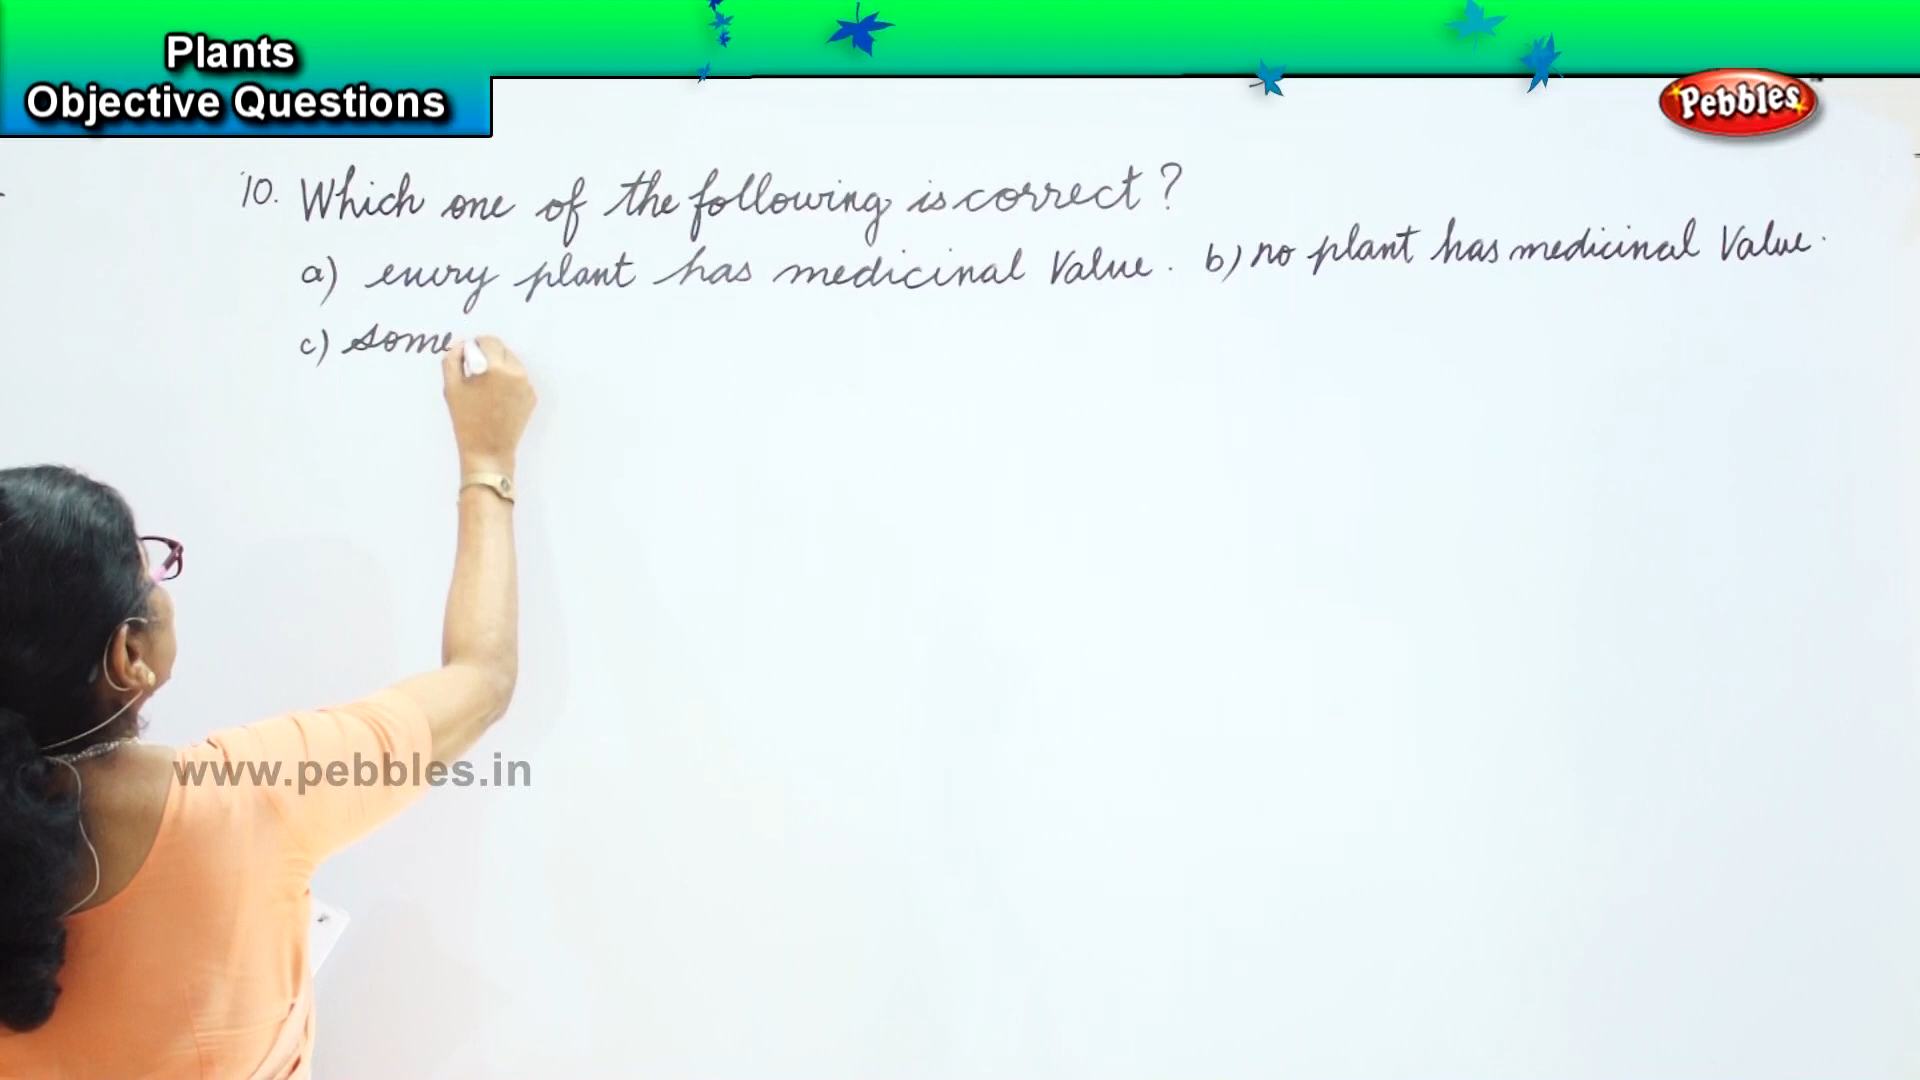 Plants
Objective Questions
Pebbles
10. Which one of the following is correct?
a) every plant has medicinal Value. b) no plant has medicinal Value.
c) some
www.pebbles.in